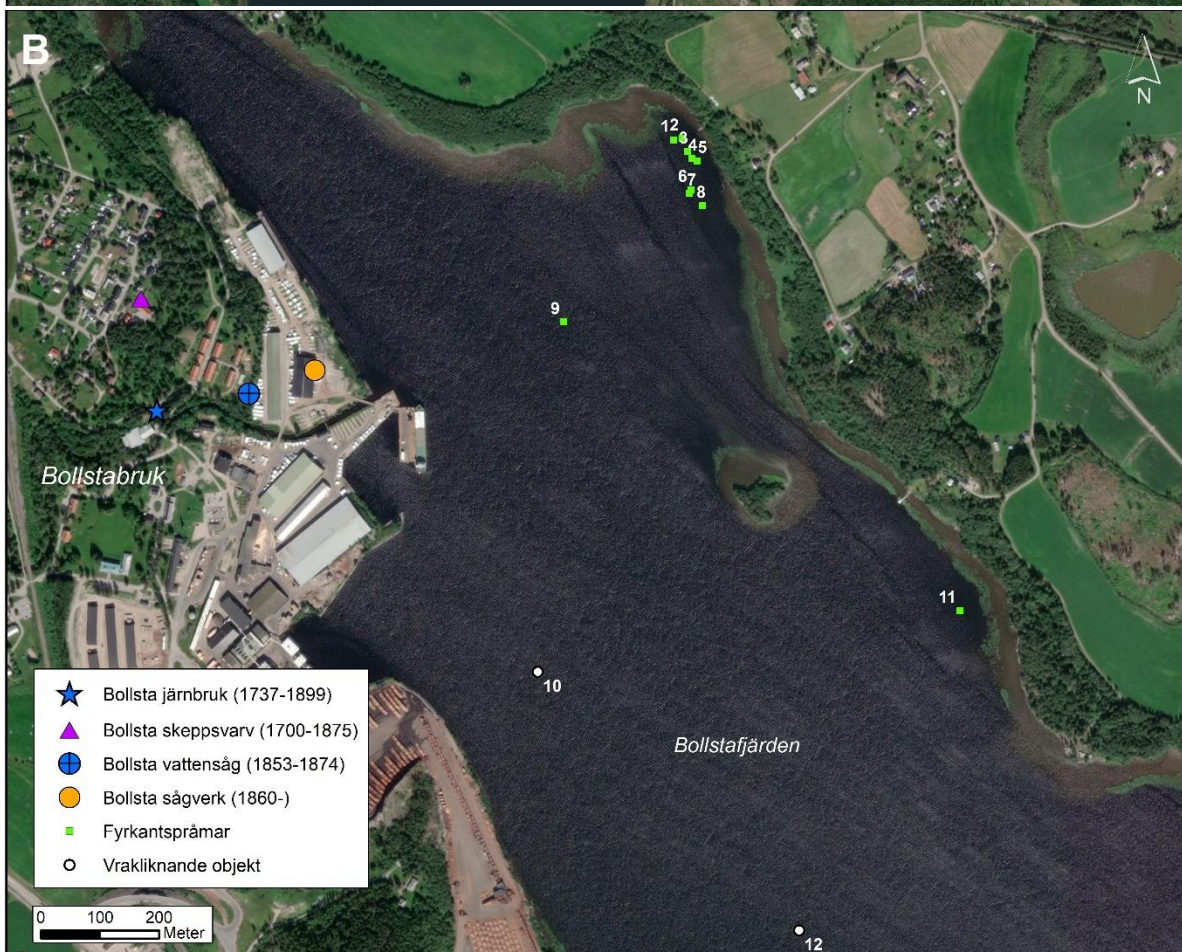 B
N
12
3
4
5
6
7
8
9
Bollstabruk
11
10
Bollstafjärden
12
Bollsta järnbruk (1737-1899)
Bollsta skeppsvarv (1700-1875)
Bollsta vattensåg (1853-1874)
Bollsta sågverk (1860-)
Fyrkantspråmar
Vrakliknande objekt
0 100 200
Meter